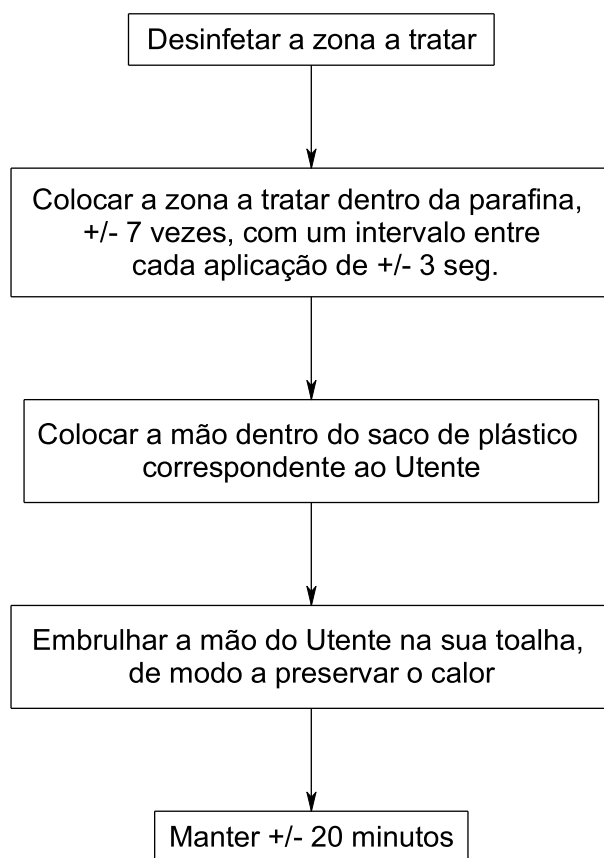 Desinfetar a zona a tratar
Colocar a zona a tratar dentro da parafina,
+/- 7 vezes, com um intervalo entre
cada aplicação de +/- 3 seg.
Colocar a mão dentro do saco de plástico
correspondente ao Utente
Embrulhar a mão do Utente na sua toalha,
de modo a preservar o calor
Manter +/- 20 minutos